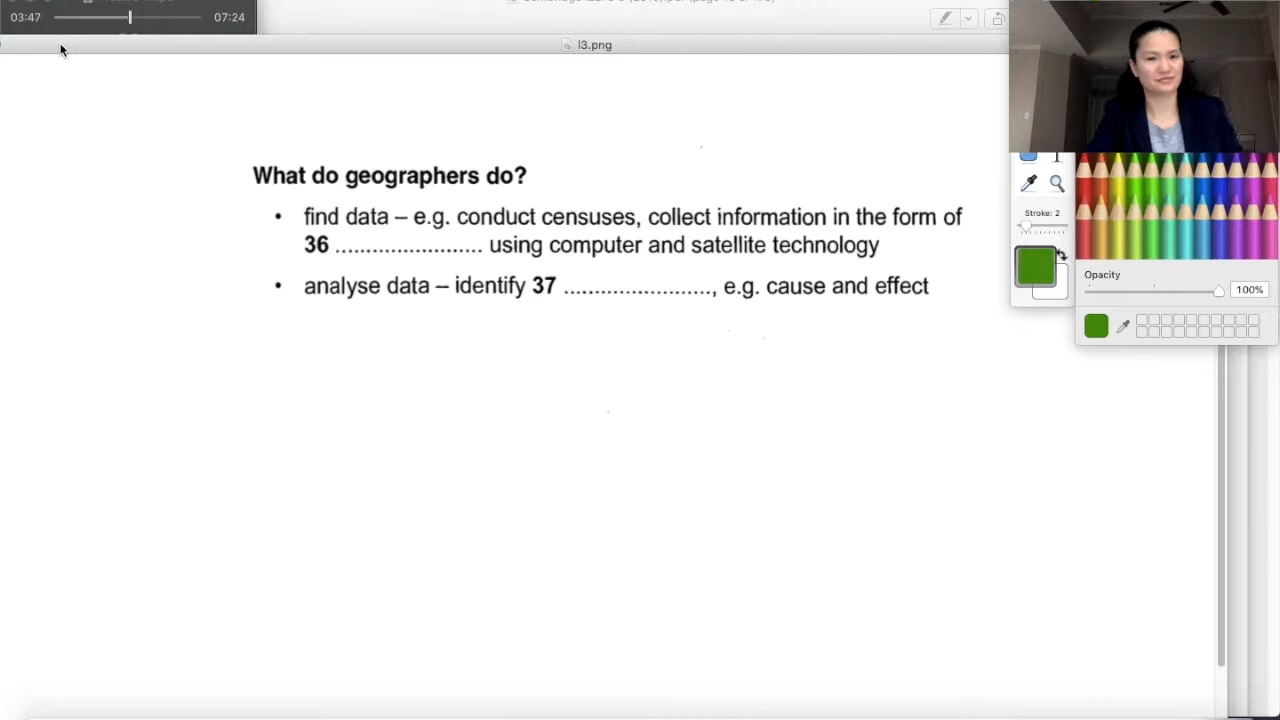 03:47
07:24
l3.png
What do geographers do?
• find data – e.g. conduct censuses, collect information in the form of
36 ........................ using computer and satellite technology
• analyse data – identify 37 ........................, e.g. cause and effect
Stroke: 2
Opacity
100%